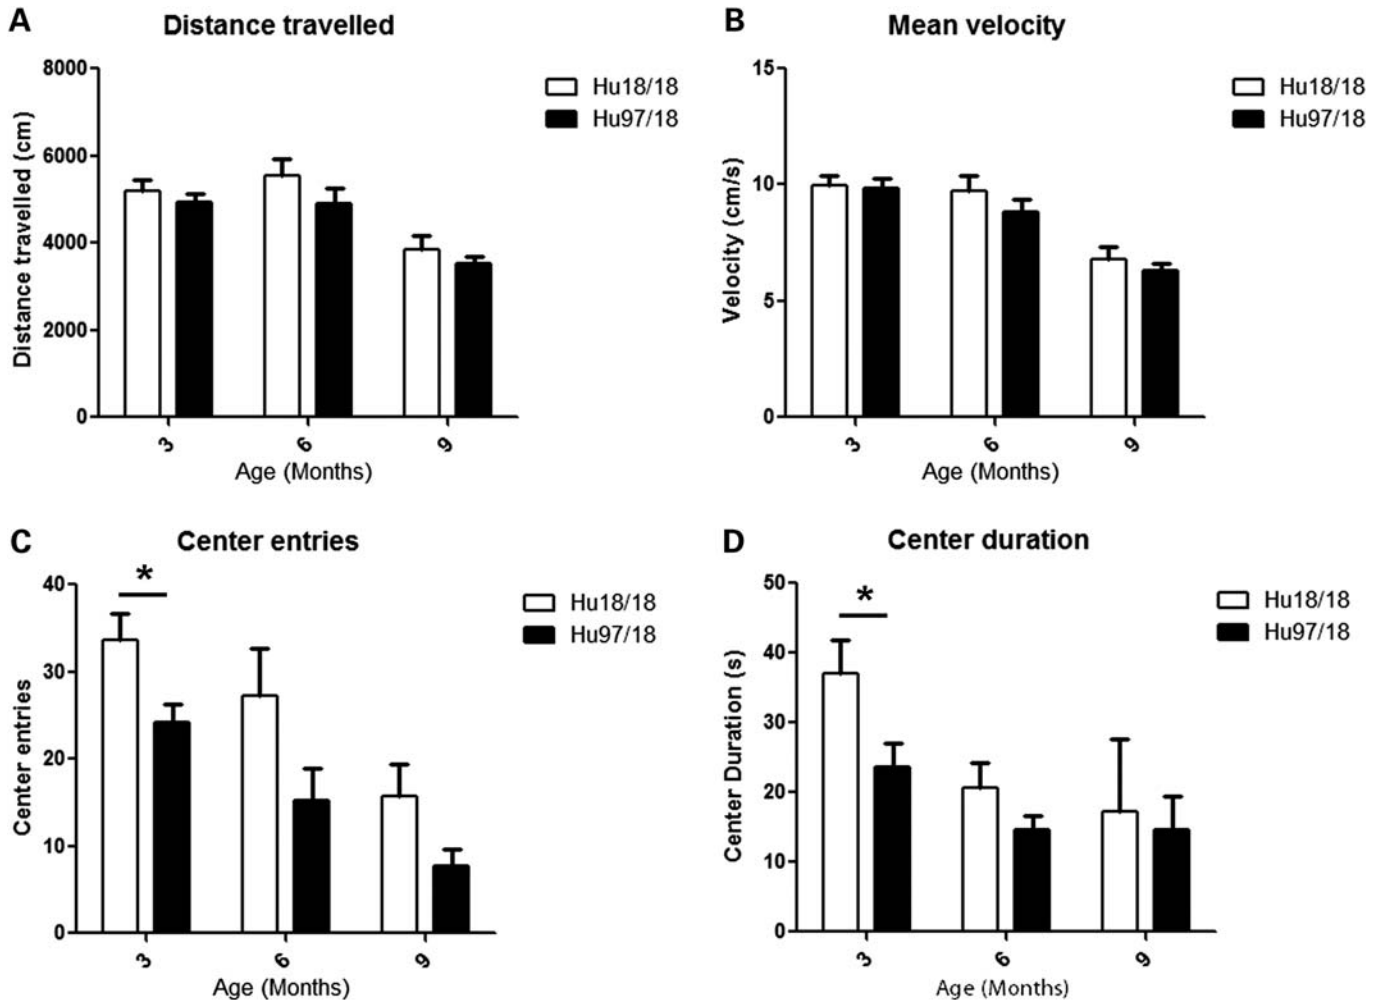 A
Distance travelled
8000
6000
4000
2000
0
Distance travelled (cm)
Hu18/18
Hu97/18
3
6
9
Age (Months)
B
Mean velocity
15
10
5
0
Velocity (cm/s)
Hu18/18
Hu97/18
3
6
9
Age (Months)
C
Center entries
40
30
20
10
0
Center entries
*
Hu18/18
Hu97/18
3
6
9
Age (Months)
D
Center duration
50
40
30
20
10
0
Center Duration (s)
*
Hu18/18
Hu97/18
3
6
9
Age (Months)